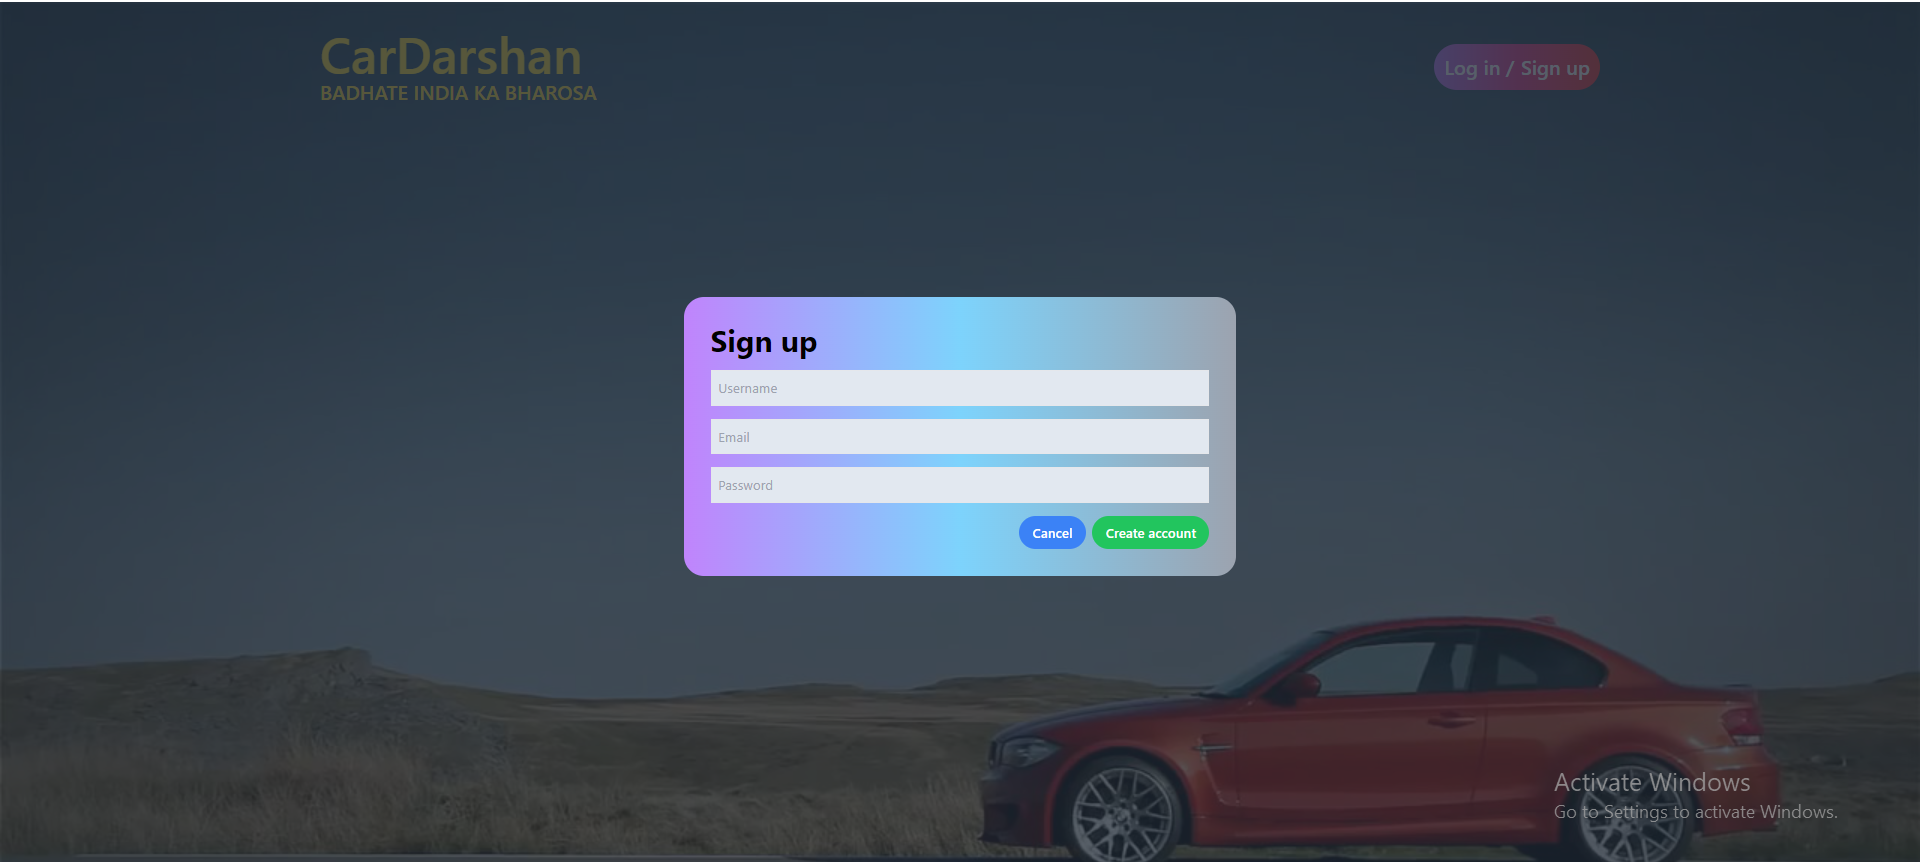 CarDarshan
BADHATE INDIA KA BHAROSA
Log in / Sign up
Sign up
Username
Email
Password
Cancel
Create account
Activate Windows
Go to Settings to activate Windows.